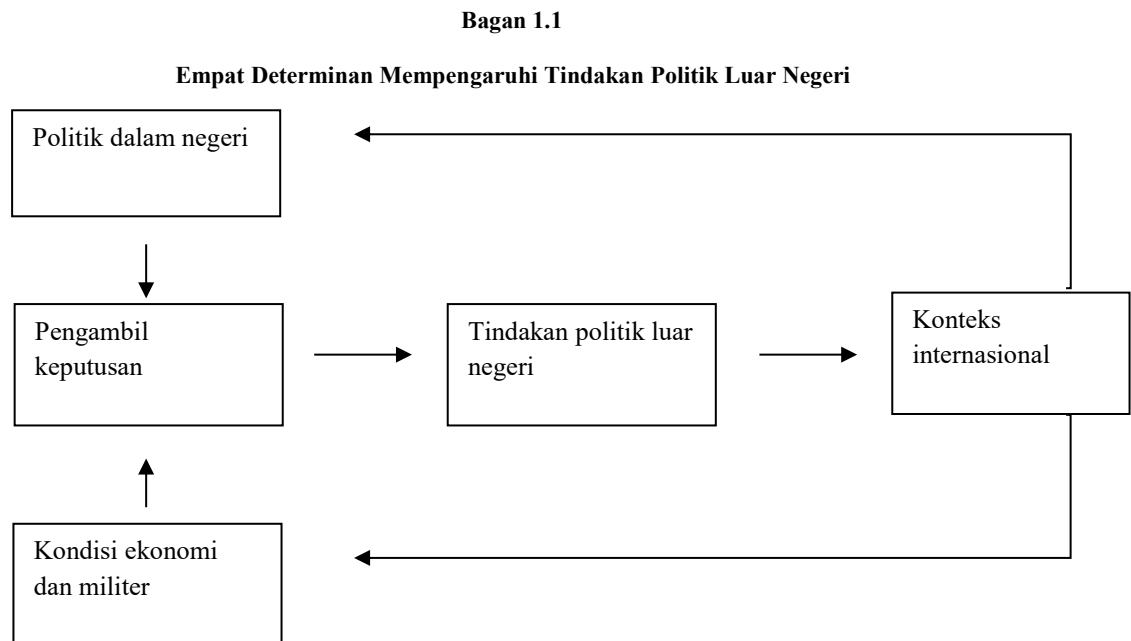 Bagan 1.1
Empat Determinan Mempengaruhi Tindakan Politik Luar Negeri
Politik dalam negeri
Pengambil
keputusan
Tindakan politik luar
negeri
Konteks
internasional
Kondisi ekonomi
dan militer